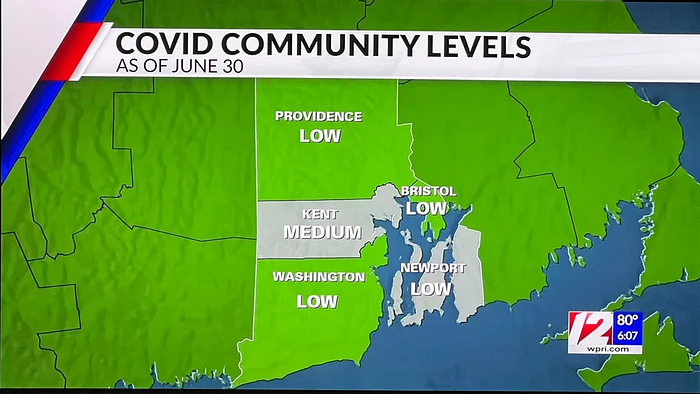 COVID COMMUNITY LEVELS
AS OF JUNE 30
PROVIDENCE
LOW
BRISTOL
LOW
KENT
MEDIUM
NEWPORT
LOW
WASHINGTON
LOW
12
80°
6:07
wpri.com